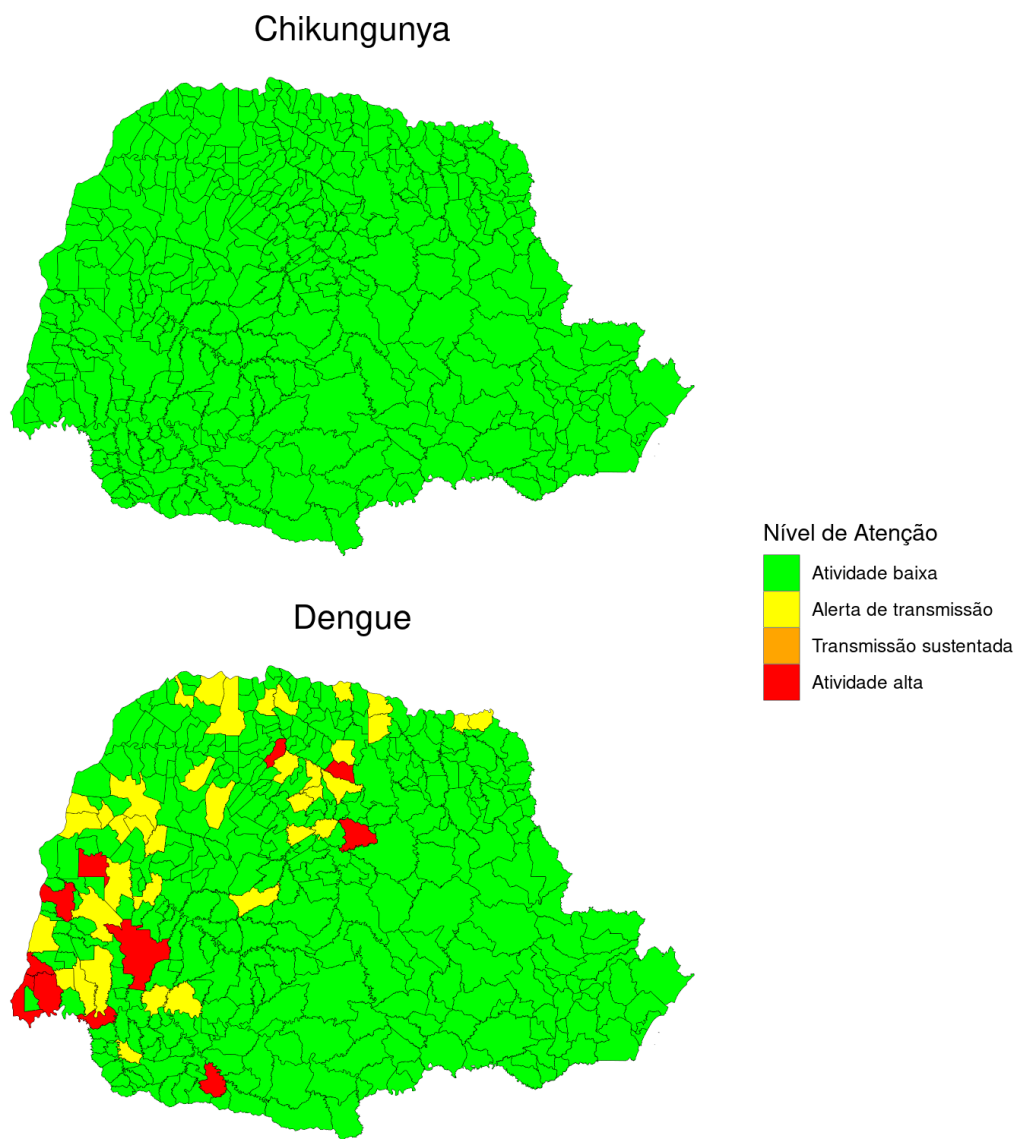 Chikungunya
Nível de Atenção
Atividade baixa
Alerta de transmissão
Transmissão sustentada
Atividade alta
Dengue